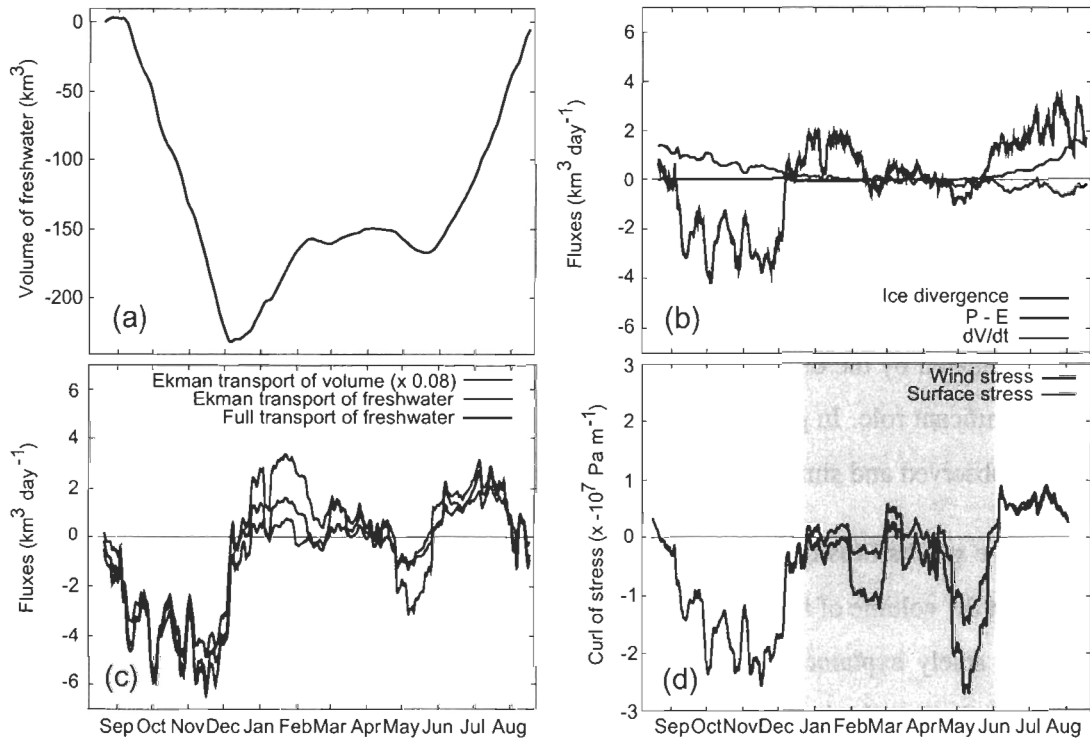 0
-50
-100
-150
-200
Volume of freshwater (km³)
(a)
6
4
2
0
-2
-4
-6
Fluxes (km³ day⁻¹)
Ice divergence
P - E
dV/dt
(b)
Sep Oct Nov Dec Jan Feb Mar Apr May Jun Jul Aug
6
4
2
0
-2
-4
-6
Fluxes (km³ day⁻¹)
Ekman transport of volume (x 0.08)
Ekman transport of freshwater
Full transport of freshwater
(c)
Sep Oct Nov Dec Jan Feb Mar Apr May Jun Jul Aug
3
2
1
0
-1
-2
-3
Curl of stress (x -10⁷ Pa m⁻¹)
Wind stress
Surface stress
(d)